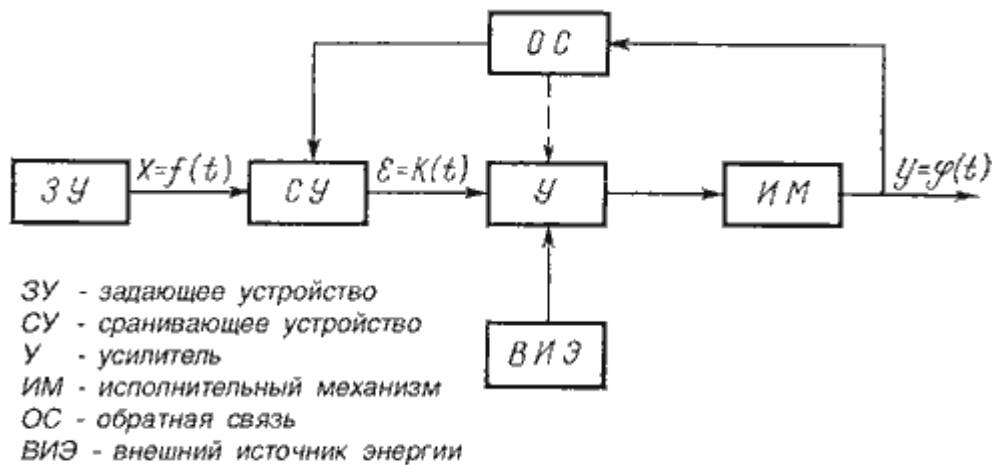 ОС
X=f(t)
ε=K(t)
y=φ(t)
ЗУ
СУ
У
ИМ
ВИЭ
ЗУ - задающее устройство
СУ - сранивающее устройство
У - усилитель
ИМ - исполнительный механизм
ОС - обратная связь
ВИЭ - внешний источник энергии